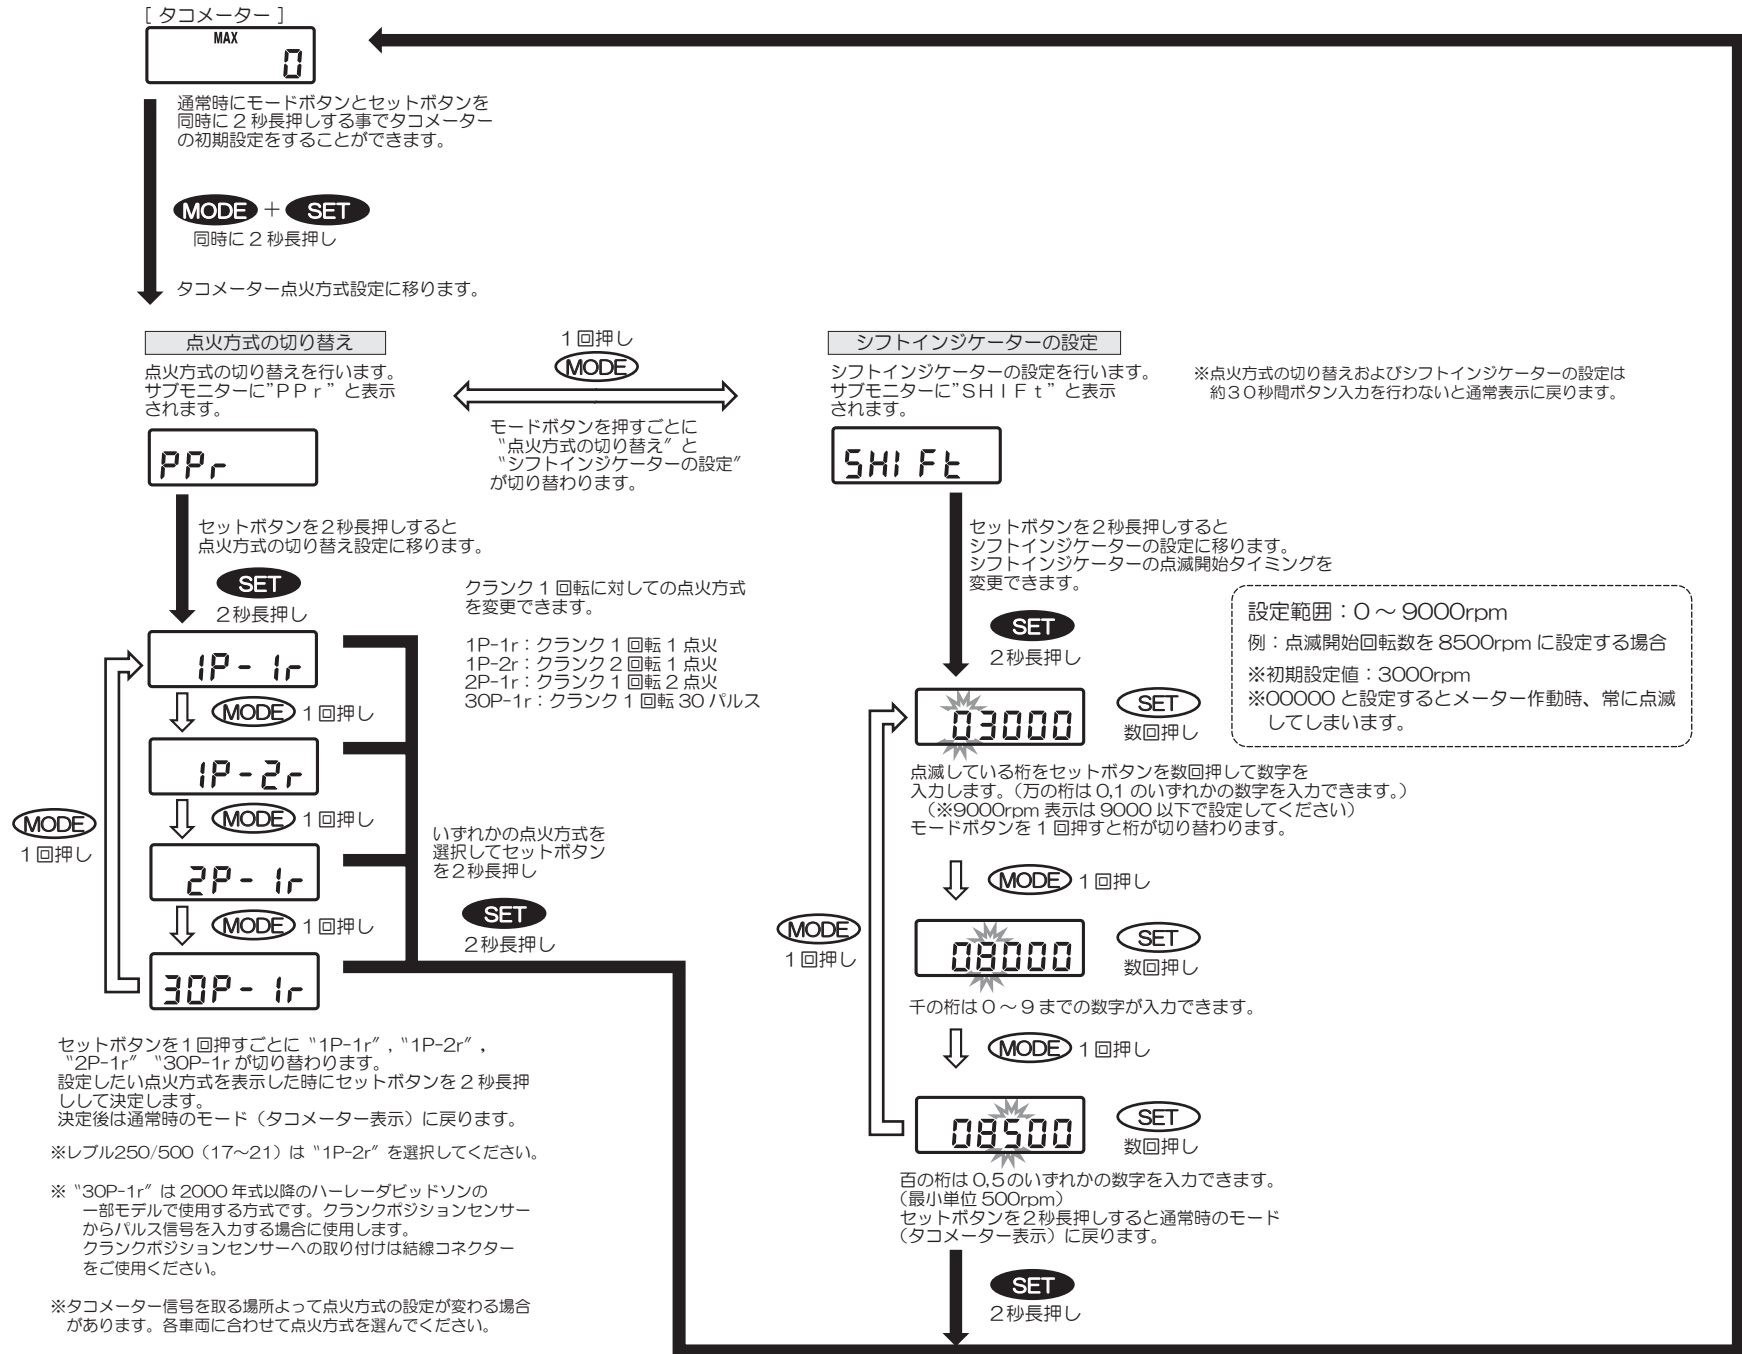 [ タコメーター ]
MAX
0
通常時にモードボタンとセットボタンを
同時に2秒長押しする事でタコメーター
の初期設定をすることができます。
MODE + SET
同時に2秒長押し
タコメーター点火方式設定に移ります。
点火方式の切り替え
点火方式の切り替えを行います。
サブモニターに"PPr"と表示
されます。
PPr
1回押し
MODE
モードボタンを押すごとに
〝点火方式の切り替え〞と
〝シフトインジケーターの設定〞
が切り替わります。
シフトインジケーターの設定
シフトインジケーターの設定を行います。
サブモニターに"SHIFt"と表示
されます。
SHIFt
※点火方式の切り替えおよびシフトインジケーターの設定は
約30秒間ボタン入力を行わないと通常表示に戻ります。
セットボタンを2秒長押しすると
点火方式の切り替え設定に移ります。
SET
2秒長押し
クランク1回転に対しての点火方式
を変更できます。
1P-1r:クランク1回転1点火
1P-2r:クランク2回転1点火
2P-1r:クランク1回転2点火
30P-1r:クランク1回転30パルス
1P-1r
MODE 1回押し
1P-2r
MODE 1回押し
2P-1r
MODE 1回押し
30P-1r
MODE
1回押し
いずれかの点火方式を
選択してセットボタン
を2秒長押し
SET
2秒長押し
セットボタンを1回押すごとに〝1P-1r〞,〝1P-2r〞,
〝2P-1r〞〝30P-1rが切り替わります。
設定したい点火方式を表示した時にセットボタンを2秒長押
しして決定します。
決定後は通常時のモード(タコメーター表示)に戻ります。
※レブル250/500(17~21)は〝1P-2r〞を選択してください。
※〝30P-1r〞は2000年式以降のハーレーダビッドソンの
一部モデルで使用する方式です。クランクポジションセンサー
からパルス信号を入力する場合に使用します。
クランクポジションセンサーへの取り付けは結線コネクター
をご使用ください。
※タコメーター信号を取る場所よって点火方式の設定が変わる場合
があります。各車両に合わせて点火方式を選んでください。
セットボタンを2秒長押しすると
シフトインジケーターの設定に移ります。
シフトインジケーターの点滅開始タイミングを
変更できます。
SET
2秒長押し
設定範囲:0~9000rpm
例:点滅開始回転数を8500rpmに設定する場合
※初期設定値:3000rpm
※00000と設定するとメーター作動時、常に点滅
してしまいます。
03000
SET
数回押し
点滅している桁をセットボタンを数回押して数字を
入力します。(万の桁は0,1のいずれかの数字を入力できます。)
(※9000rpm表示は9000以下で設定してください)
モードボタンを1回押すと桁が切り替わります。
MODE 1回押し
08000
SET
数回押し
千の桁は0~9までの数字が入力できます。
MODE 1回押し
MODE
1回押し
08500
SET
数回押し
百の桁は0,5のいずれかの数字を入力できます。
(最小単位500rpm)
セットボタンを2秒長押しすると通常時のモード
(タコメーター表示)に戻ります。
SET
2秒長押し